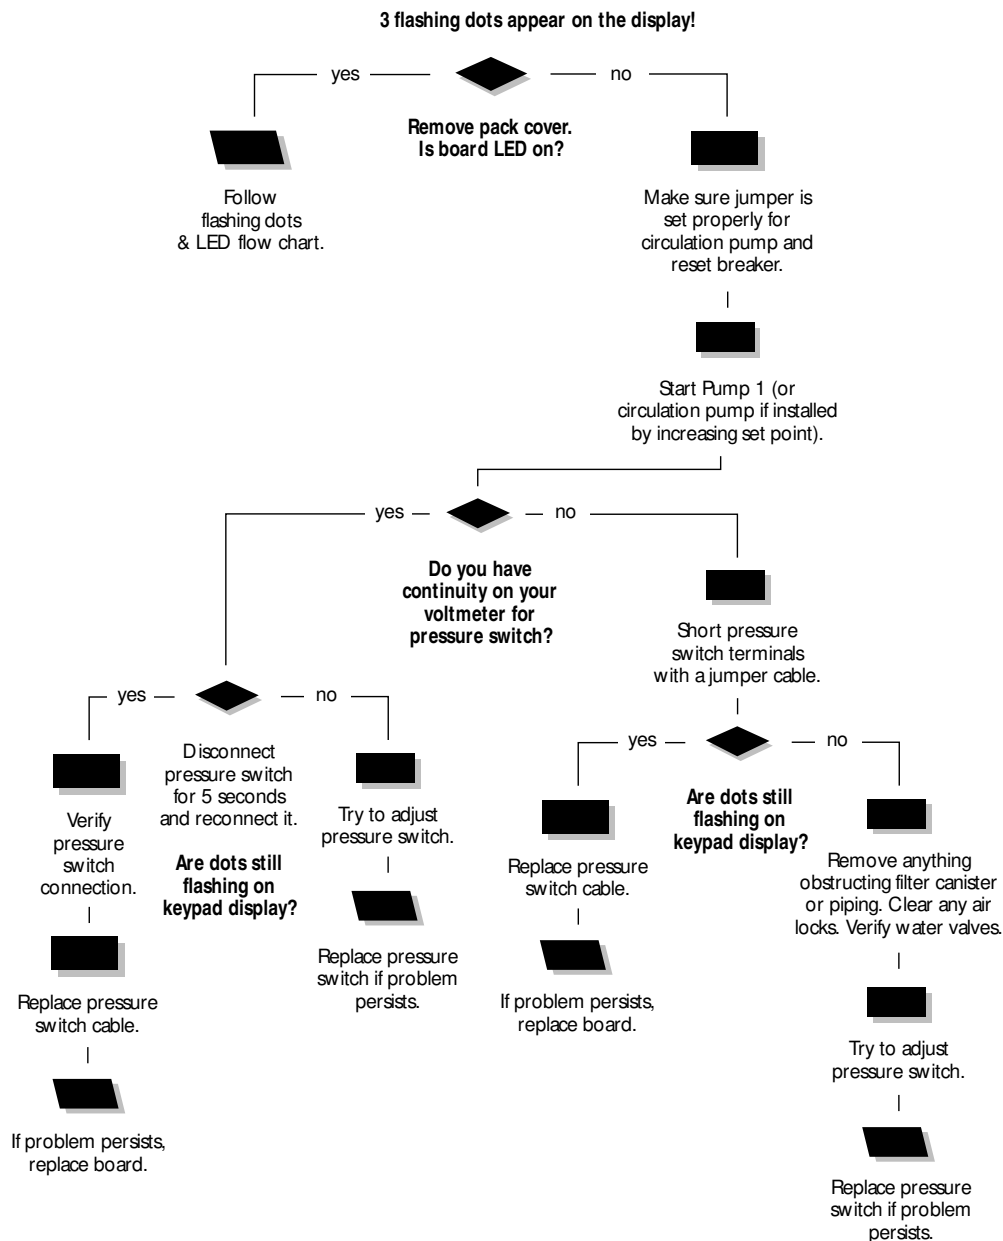 3 flashing dots appear on the display!
yes
no
Remove pack cover.
Is board LED on?
Follow
flashing dots
& LED flow chart.
Make sure jumper is
set properly for
circulation pump and
reset breaker.
Start Pump 1 (or
circulation pump if installed
by increasing set point).
yes
no
Do you have
continuity on your
voltmeter for
pressure switch?
Short pressure
switch terminals
with a jumper cable.
yes
no
Disconnect
pressure switch
for 5 seconds
and reconnect it.
Are dots still
flashing on
keypad display?
Verify
pressure
switch
connection.
Replace pressure
switch cable.
If problem persists,
replace board.
Try to adjust
pressure switch.
Replace pressure
switch if problem
persists.
yes
no
Are dots still
flashing on
keypad display?
Replace pressure
switch cable.
If problem persists,
replace board.
Remove anything
obstructing filter canister
or piping. Clear any air
locks. Verify water valves.
Try to adjust
pressure switch.
Replace pressure
switch if problem
persists.